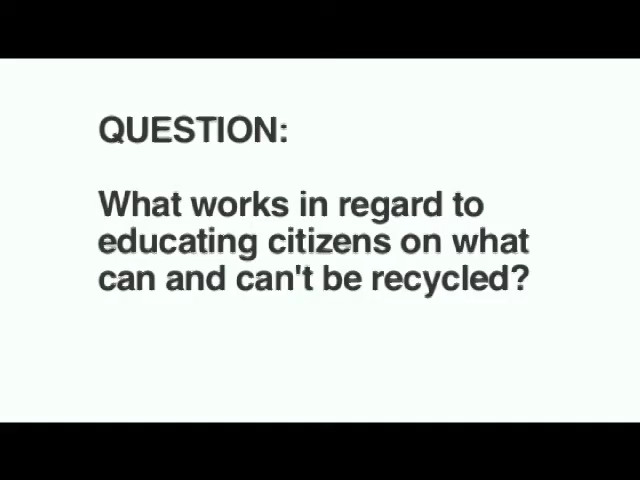 QUESTION:
What works in regard to
educating citizens on what
can and can't be recycled?